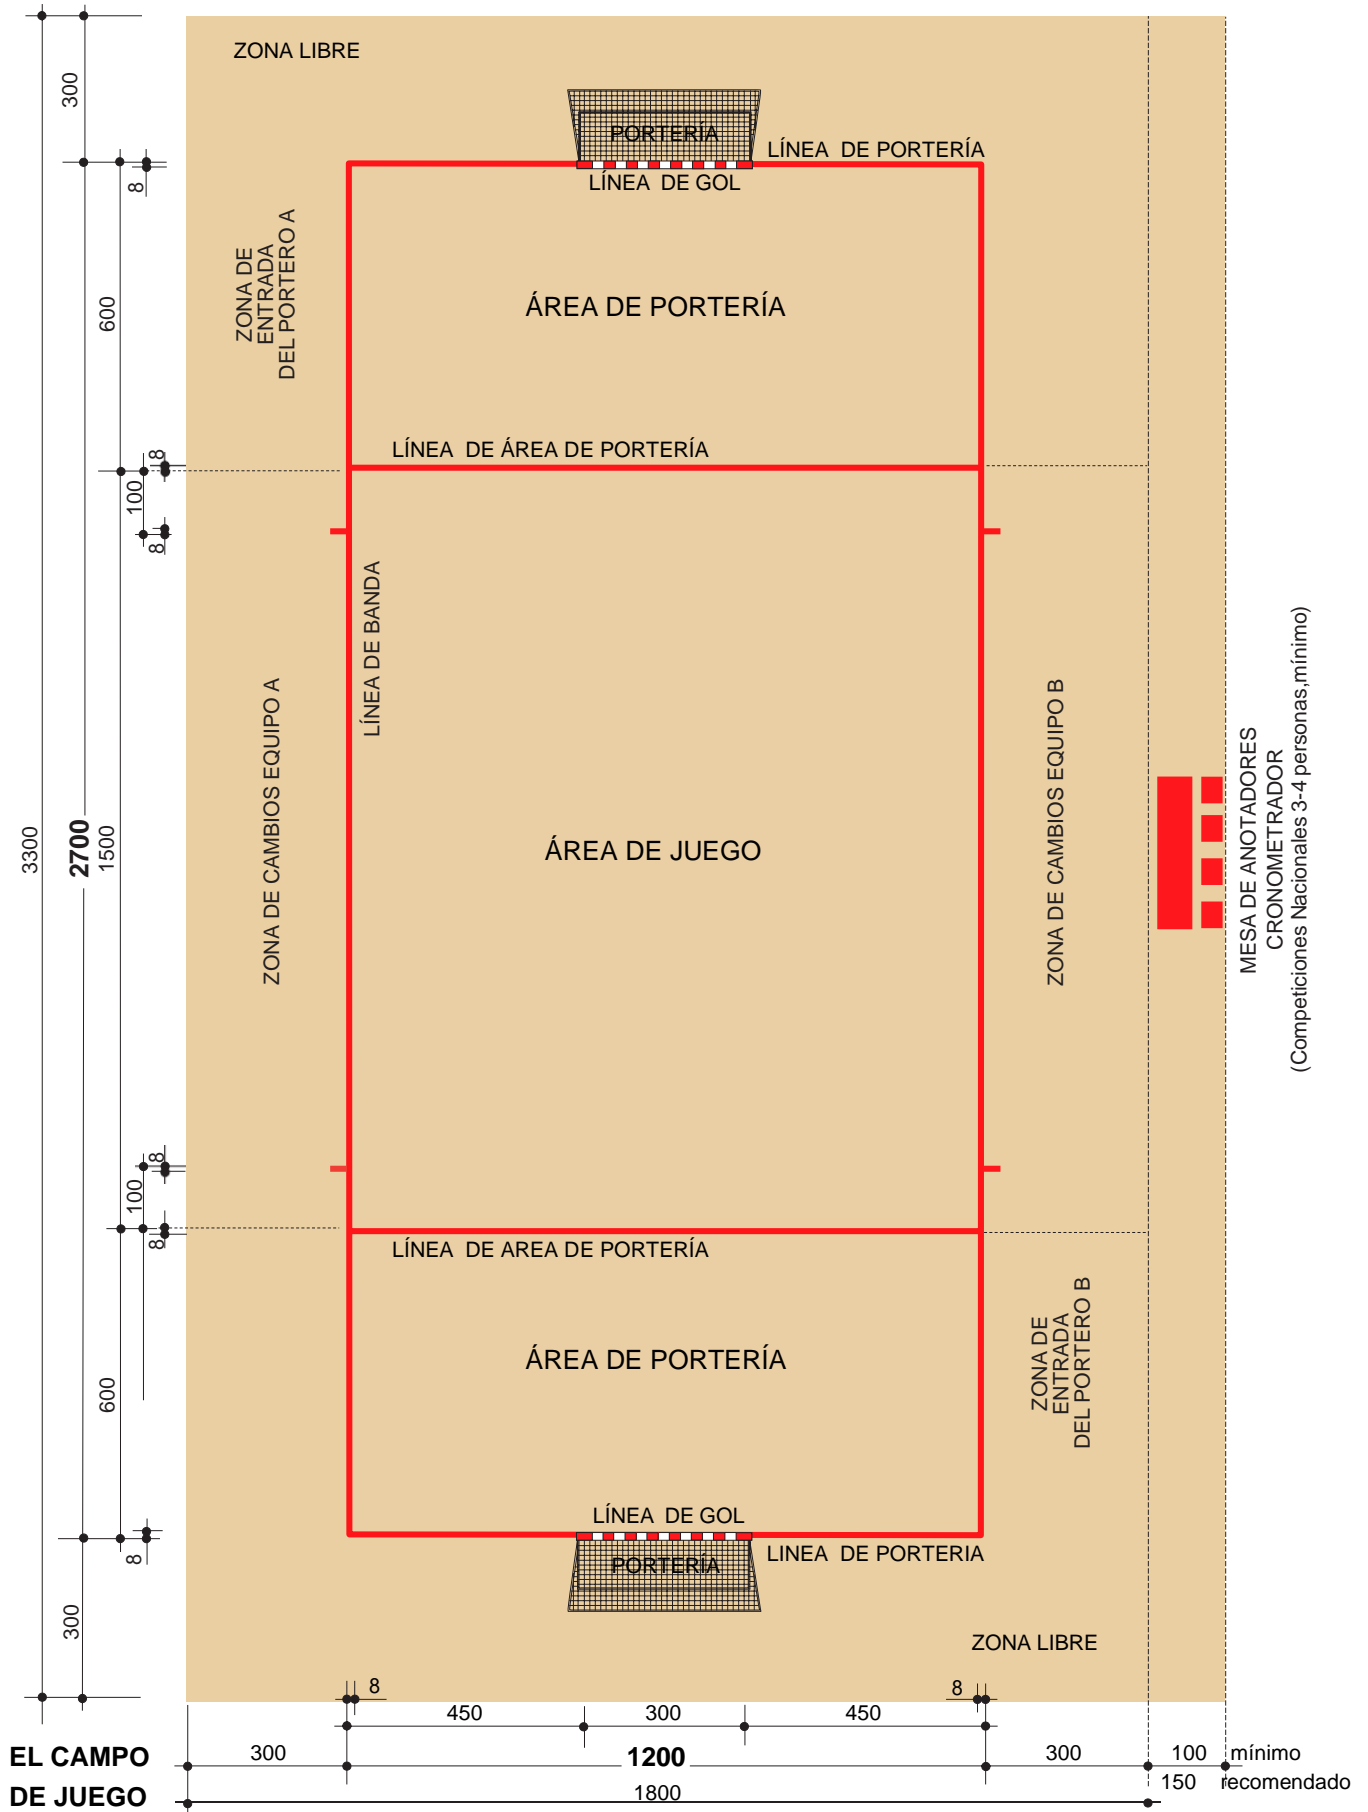 ZONA LIBRE
300
PORTERÍA
LÍNEA DE PORTERÍA
LÍNEA DE GOL
8
ZONA DE
ENTRADA
DEL PORTERO A
600
ÁREA DE PORTERÍA
LÍNEA DE ÁREA DE PORTERÍA
8
100
8
LÍNEA DE BANDA
ZONA DE CAMBIOS EQUIPO A
ZONA DE CAMBIOS EQUIPO B
MESA DE ANOTADORES
CRONOMETRADOR
(Competiciones Nacionales 3-4 personas,mínimo)
3300
2700
1500
ÁREA DE JUEGO
8
100
8
LÍNEA DE AREA DE PORTERÍA
ÁREA DE PORTERÍA
ZONA DE
ENTRADA
DEL PORTERO B
600
LÍNEA DE GOL
8
PORTERÍA
LINEA DE PORTERIA
300
ZONA LIBRE
8
8
450
300
450
EL CAMPO
DE JUEGO
300
1200
300
100 mínimo
150 recomendado
1800